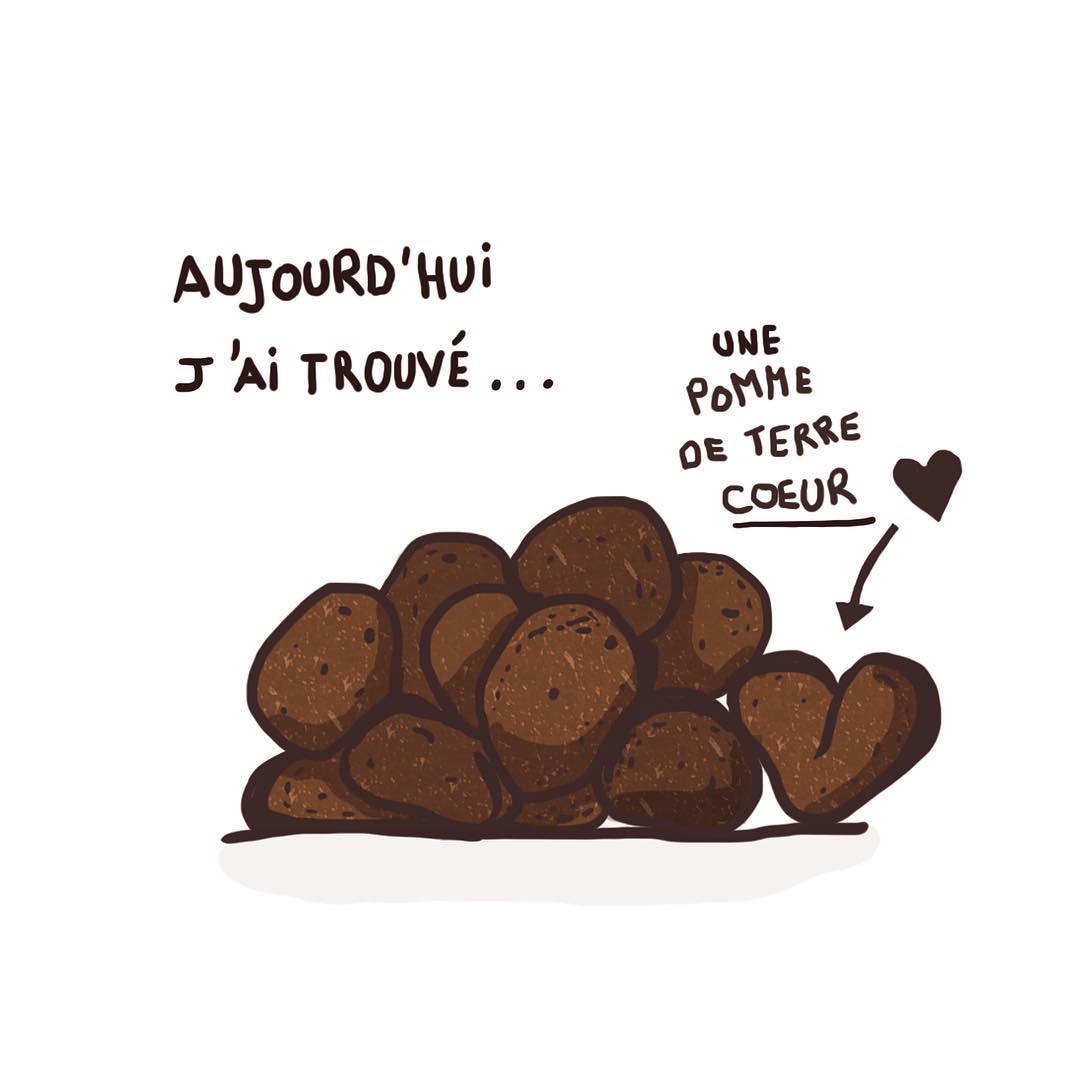 AUJOURD'HUi
J'Ai TROUVÉ...
UNE
POMME
DE TERRE
COEUR